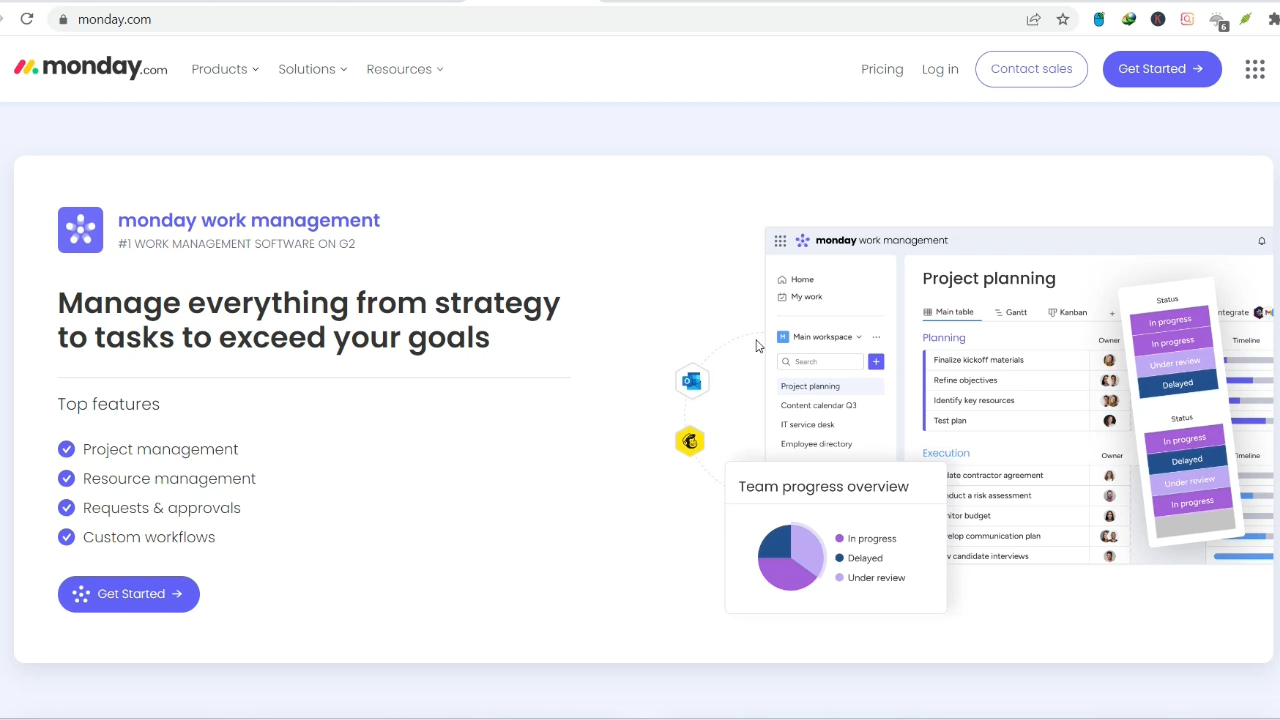 monday.com
6
monday.com
Products
Solutions
Resources
Pricing
Log in
Contact sales
Get Started →
monday work management
#1 WORK MANAGEMENT SOFTWARE ON G2
Manage everything from strategy
to tasks to exceed your goals
Top features
Project management
Resource management
Requests & approvals
Custom workflows
Get Started →
monday work management
Home
My work
M Main workspace
Search
+
Project planning
Content calendar Q3
IT service desk
Employee directory
Project planning
Main table
Gantt
Kanban
+
Integrate
Planning
Owner
Timeline
Finalize kickoff materials
Refine objectives
Identify key resources
Test plan
Execution
Owner
contractor agreement
a risk assessment
budget
communication plan
candidate interviews
Status
In progress
In progress
Under review
Delayed
Status
In progress
Delayed
Under review
In progress
Team progress overview
In progress
Delayed
Under review